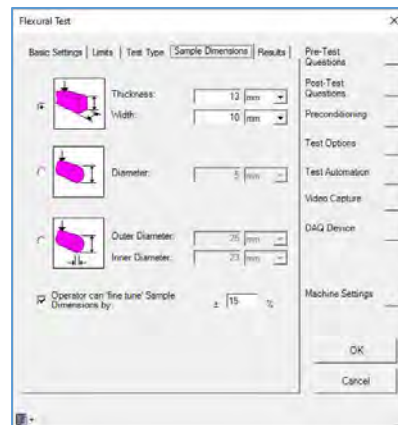 Flexural Test
Basic Settings | Limits | Test Type | Sample Dimensions | Results
Thickness: 13 mm
Width: 10 mm
Diameter: 5 mm
Outer Diameter: 25 mm
Inner Diameter: 23 mm
Operator can 'fine tune' Sample
Dimensions by: ± 15 %
Pre-Test
Questions
Post-Test
Questions
Preconditioning
Test Options
Test Automation
Video Capture
DAQ Device
Machine Settings
OK
Cancel